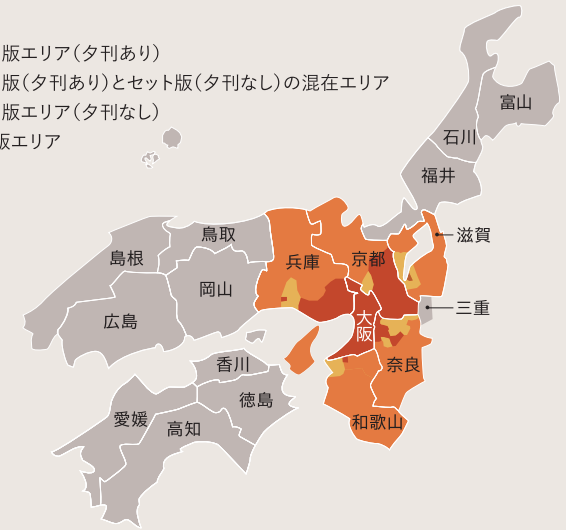 版エリア(夕刊あり)
版(夕刊あり)とセット版(夕刊なし)の混在エリア
版エリア(夕刊なし)
版エリア
富山
石川
福井
滋賀
鳥取
京都
島根
兵庫
岡山
三重
広島
大阪
香川
奈良
徳島
愛媛
和歌山
高知